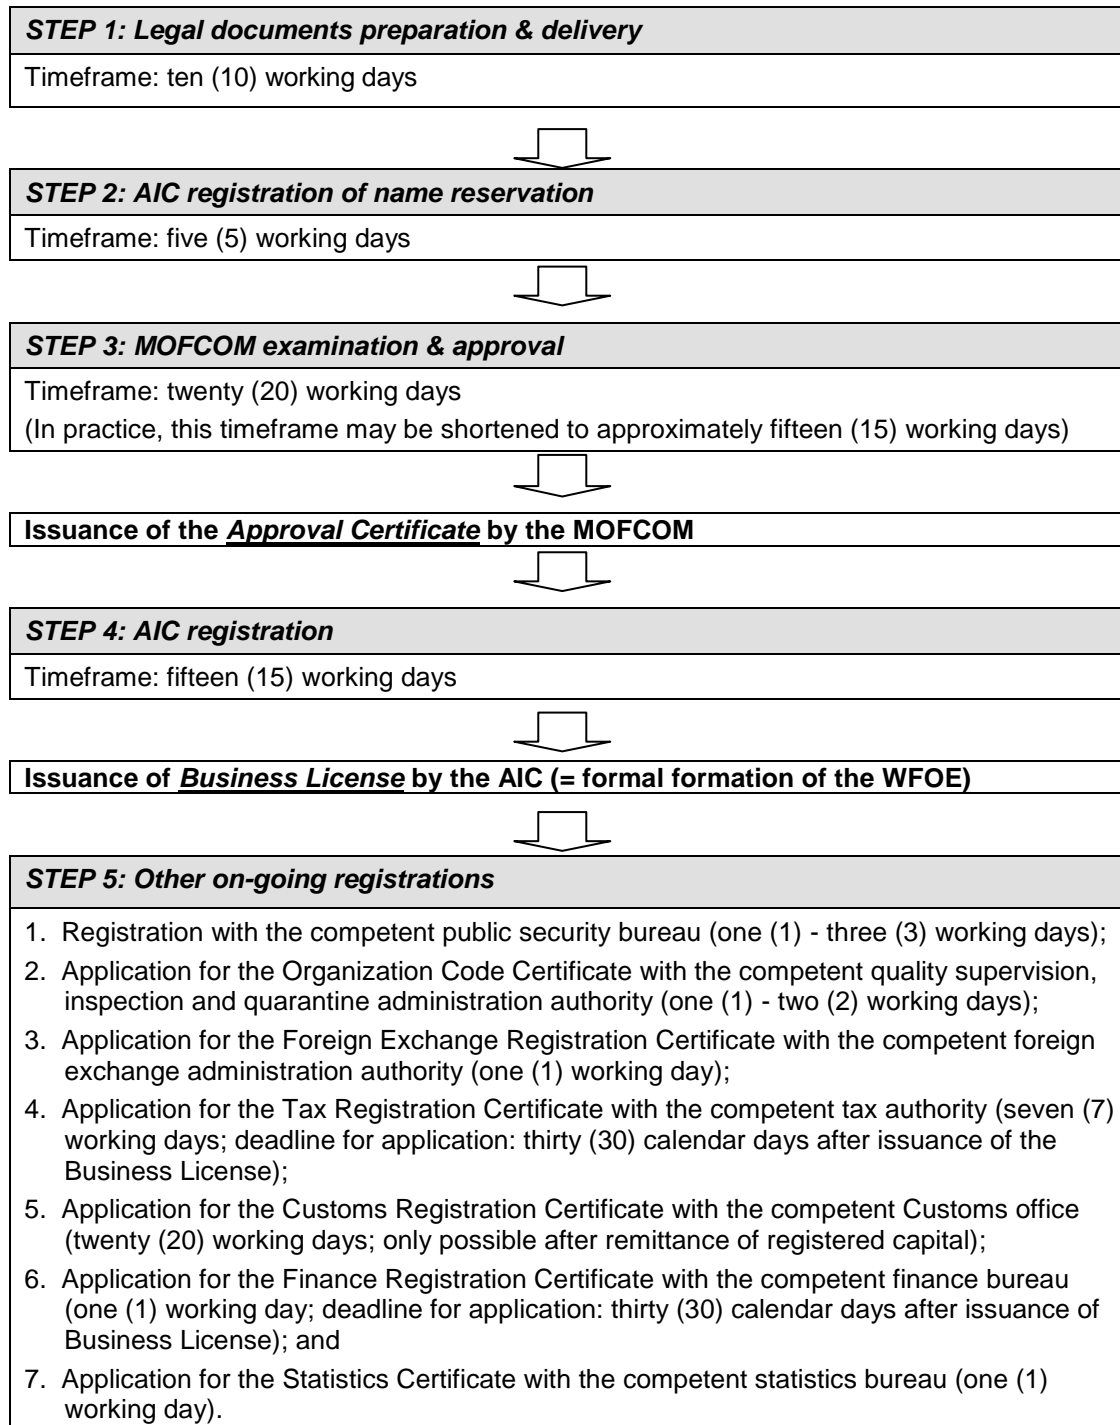 STEP 1: Legal documents preparation & delivery
Timeframe: ten (10) working days
STEP 2: AIC registration of name reservation
Timeframe: five (5) working days
STEP 3: MOFCOM examination & approval
Timeframe: twenty (20) working days
(In practice, this timeframe may be shortened to approximately fifteen (15) working days)
Issuance of the Approval Certificate by the MOFCOM
STEP 4: AIC registration
Timeframe: fifteen (15) working days
Issuance of Business License by the AIC (= formal formation of the WFOE)
STEP 5: Other on-going registrations
1. Registration with the competent public security bureau (one (1) - three (3) working days);
2. Application for the Organization Code Certificate with the competent quality supervision,
inspection and quarantine administration authority (one (1) - two (2) working days);
3. Application for the Foreign Exchange Registration Certificate with the competent foreign
exchange administration authority (one (1) working day);
4. Application for the Tax Registration Certificate with the competent tax authority (seven (7)
working days; deadline for application: thirty (30) calendar days after issuance of the
Business License);
5. Application for the Customs Registration Certificate with the competent Customs office
(twenty (20) working days; only possible after remittance of registered capital);
6. Application for the Finance Registration Certificate with the competent finance bureau
(one (1) working day; deadline for application: thirty (30) calendar days after issuance of
Business License); and
7. Application for the Statistics Certificate with the competent statistics bureau (one (1)
working day).